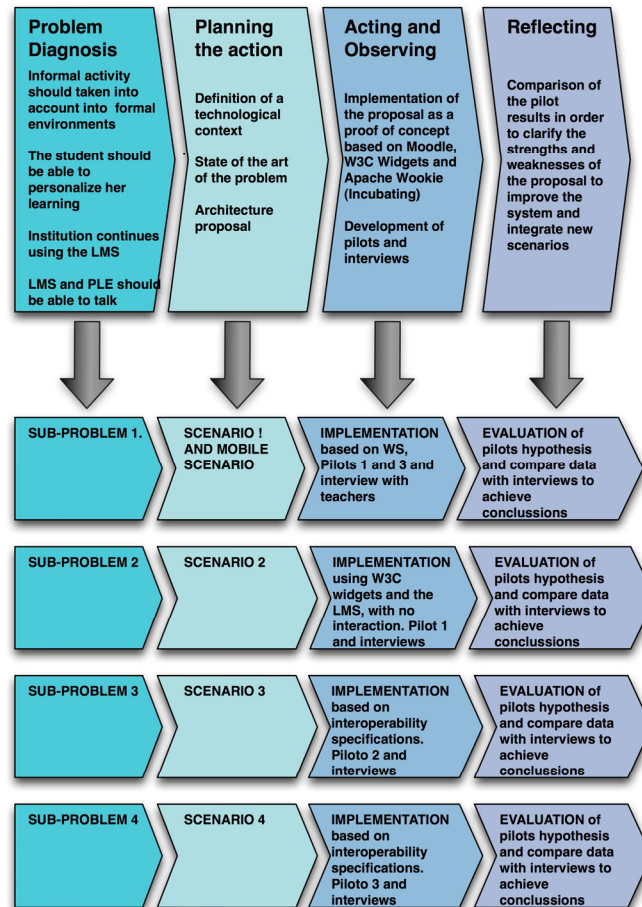 Problem
Diagnosis
Informal activity
should taken into
account into formal
environments
The student should
be able to
personalize her
learning
Institution continues
using the LMS
LMS and PLE should
be able to talk
Planning
the action
Definition of a
technological
context
State of the art
of the problem
Architecture
proposal
Acting and
Observing
Implementation of
the proposal as a
proof of concept
based on Moodle,
W3C Widgets and
Apache Wookie
(Incubating)
Development of
pilots and
interviews
Reflecting
Comparison of
the pilot
results in order
to clarify the
strengths and
weaknesses of
the proposal to
improve the
system and
integrate new
scenarios
SUB-PROBLEM 1.
SCENARIO !
AND MOBILE
SCENARIO
IMPLEMENTATION
based on WS,
Pilots 1 and 3 and
interview with
teachers
EVALUATION of
pilots hypothesis
and compare data
with interviews to
achieve
conclussions
SUB-PROBLEM 2
SCENARIO 2
IMPLEMENTATION
using W3C
widgets and the
LMS, with no
interaction. Pilot 1
and interviews
EVALUATION of
pilots hypothesis
and compare data
with interviews to
achieve
conclussions
SUB-PROBLEM 3
SCENARIO 3
IMPLEMENTATION
based on
interoperability
specifications.
Piloto 2 and
interviews
EVALUATION of
pilots hypothesis
and compare data
with interviews to
achieve
conclussions
SUB-PROBLEM 4
SCENARIO 4
IMPLEMENTATION
based on
interoperability
specifications.
Piloto 3 and
interviews
EVALUATION of
pilots hypothesis
and compare data
with interviews to
achieve
conclussions